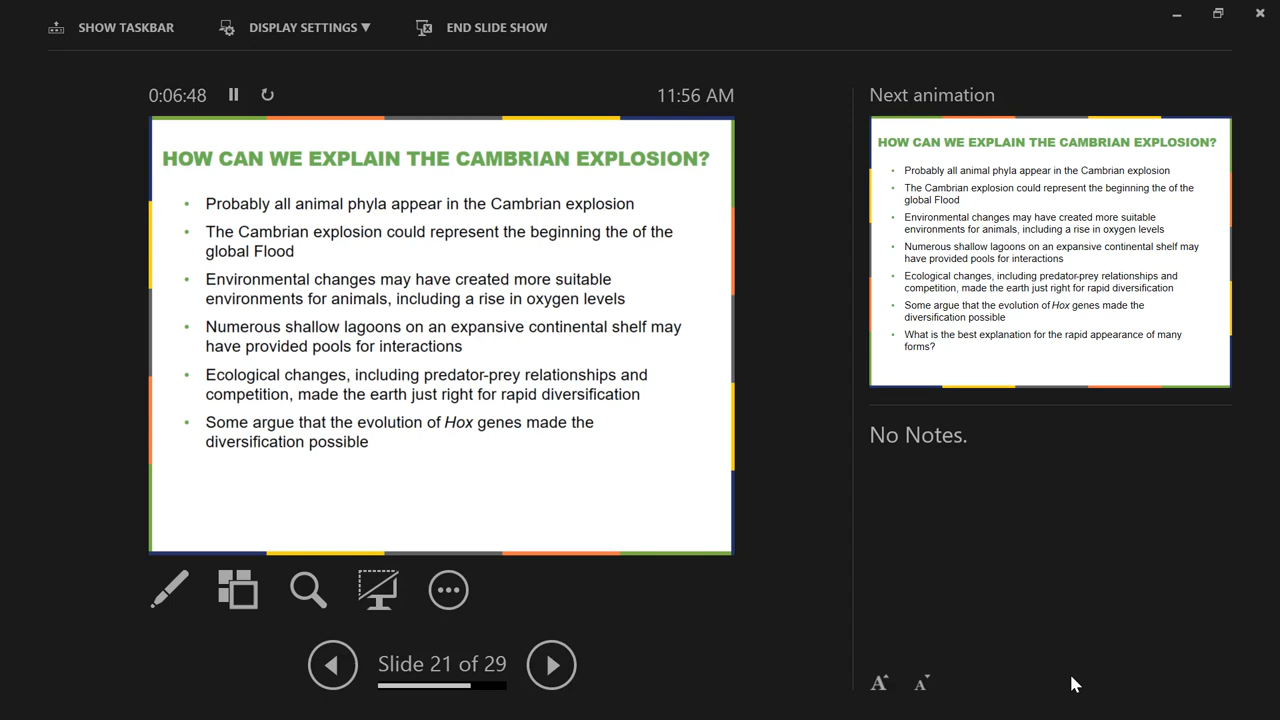 SHOW TASKBAR
DISPLAY SETTINGS ▼
END SLIDE SHOW
0:06:48
11:56 AM
HOW CAN WE EXPLAIN THE CAMBRIAN EXPLOSION?
• Probably all animal phyla appear in the Cambrian explosion
• The Cambrian explosion could represent the beginning the of the
global Flood
• Environmental changes may have created more suitable
environments for animals, including a rise in oxygen levels
• Numerous shallow lagoons on an expansive continental shelf may
have provided pools for interactions
• Ecological changes, including predator-prey relationships and
competition, made the earth just right for rapid diversification
• Some argue that the evolution of Hox genes made the
diversification possible
Slide 21 of 29
Next animation
HOW CAN WE EXPLAIN THE CAMBRIAN EXPLOSION?
• Probably all animal phyla appear in the Cambrian explosion
• The Cambrian explosion could represent the beginning the of the
global Flood
• Environmental changes may have created more suitable
environments for animals, including a rise in oxygen levels
• Numerous shallow lagoons on an expansive continental shelf may
have provided pools for interactions
• Ecological changes, including predator-prey relationships and
competition, made the earth just right for rapid diversification
• Some argue that the evolution of Hox genes made the
diversification possible
• What is the best explanation for the rapid appearance of many
forms?
No Notes.
A A